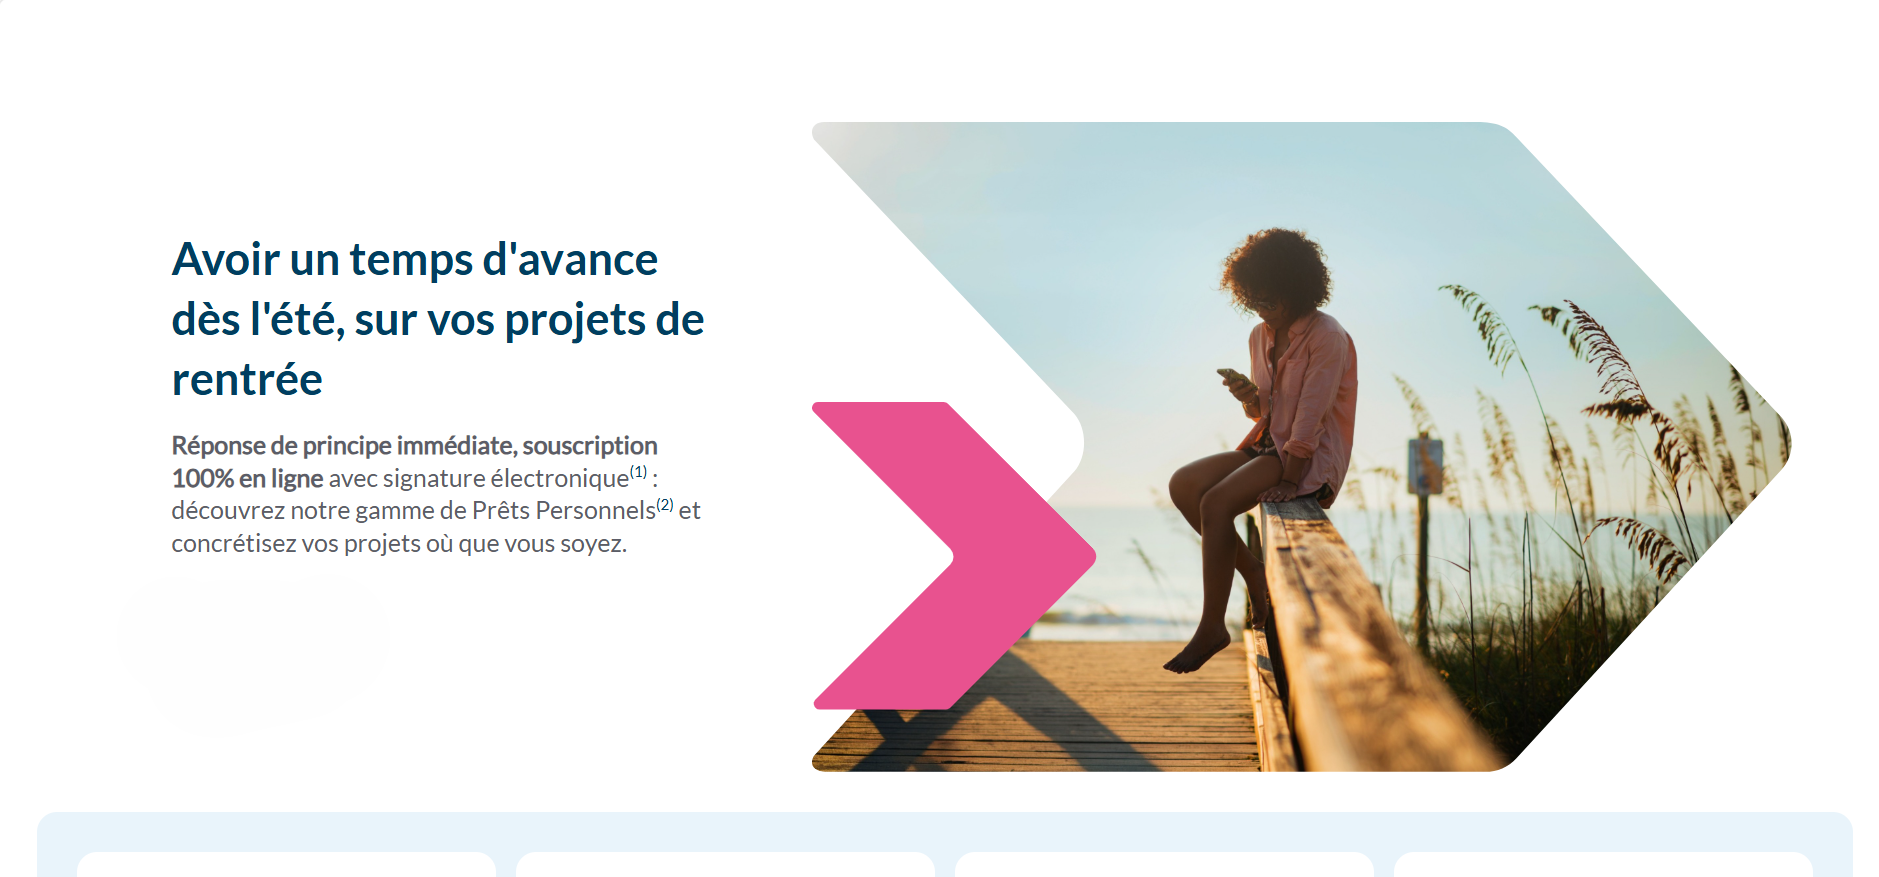 Avoir un temps d'avance
dès l'été, sur vos projets de
rentrée
Réponse de principe immédiate, souscription
100% en ligne avec signature électronique(1) :
découvrez notre gamme de Prêts Personnels(2) et
concrétisez vos projets où que vous soyez.